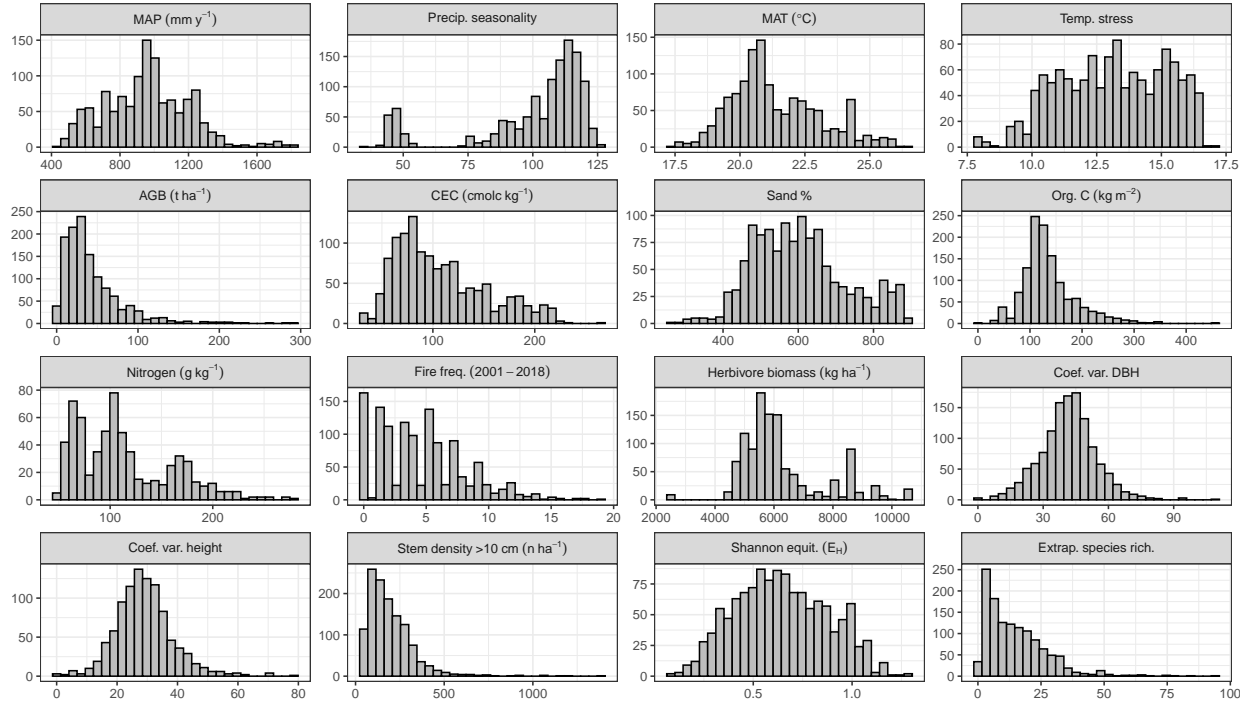 MAP (mm y⁻¹)
Precip. seasonality
MAT (°C)
Temp. stress
150
100
50
0
400 800 1200 1600
150
100
50
0
50 75 100 125
150
100
50
0
17.5 20.0 22.5 25.0
80
60
40
20
0
7.5 10.0 12.5 15.0 17.5
AGB (t ha⁻¹)
CEC (cmolc kg⁻¹)
Sand %
Org. C (kg m⁻²)
250
200
150
100
50
0
0 100 200 300
100
50
0
100 200
100
75
50
25
0
400 600 800
250
200
150
100
50
0
0 100 200 300 400
Nitrogen (g kg⁻¹)
Fire freq. (2001 − 2018)
Herbivore biomass (kg ha⁻¹)
Coef. var. DBH
80
60
40
20
0
100 200
150
100
50
0
0 5 10 15 20
150
100
50
0
2000 4000 6000 8000 10000
150
100
50
0
0 30 60 90
Coef. var. height
Stem density >10 cm (n ha⁻¹)
Shannon equit. (E_H)
Extrap. species rich.
100
50
0
0 20 40 60 80
200
100
0
0 500 1000
75
50
25
0
0.5 1.0
250
200
150
100
50
0
0 25 50 75 100